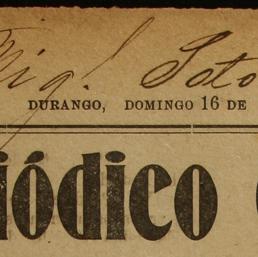 Mig! Soto
DURANGO, DOMINGO 16 DE
iódico